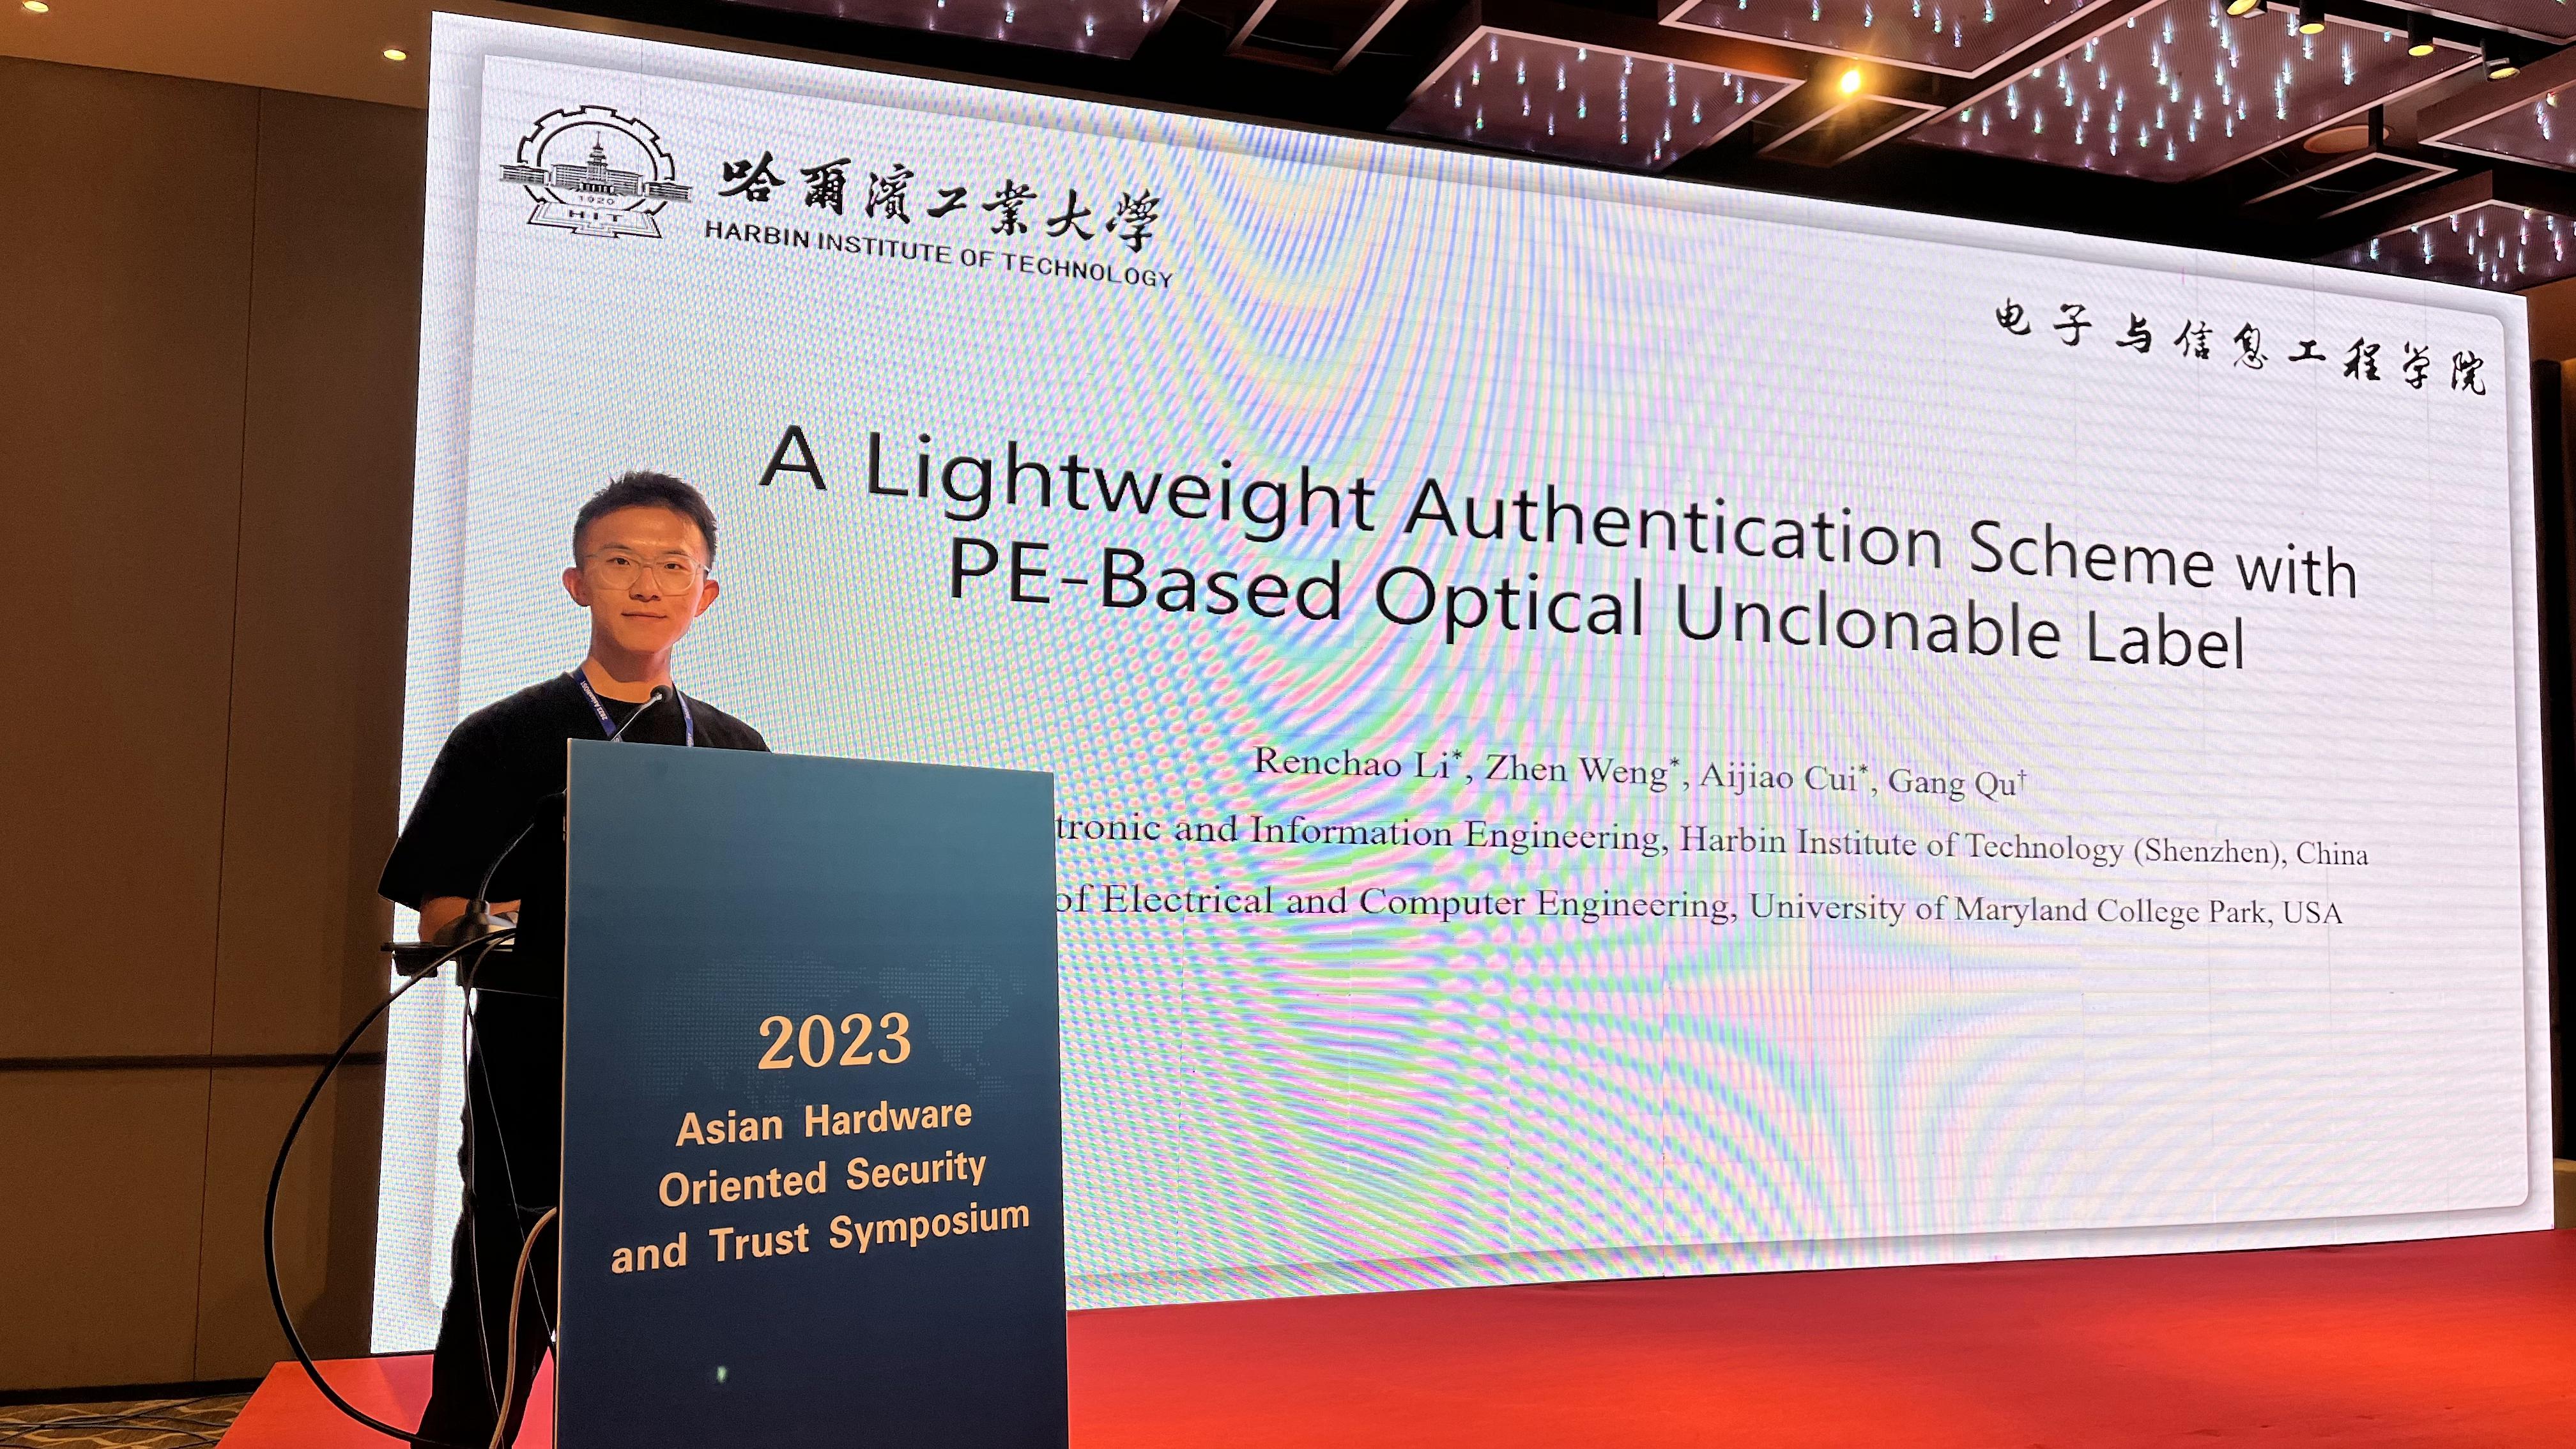 哈爾濱工業大學
HARBIN INSTITUTE OF TECHNOLOGY
1920
HIT
电子与信息工程学院
A Lightweight Authentication Scheme with
PE-Based Optical Unclonable Label
Renchao Li*, Zhen Weng*, Aijiao Cui*, Gang Qu†
and Information Engineering, Harbin Institute of Technology (Shenzhen), China
of Electrical and Computer Engineering, University of Maryland College Park, USA
2023
Asian Hardware
Oriented Security
and Trust Symposium